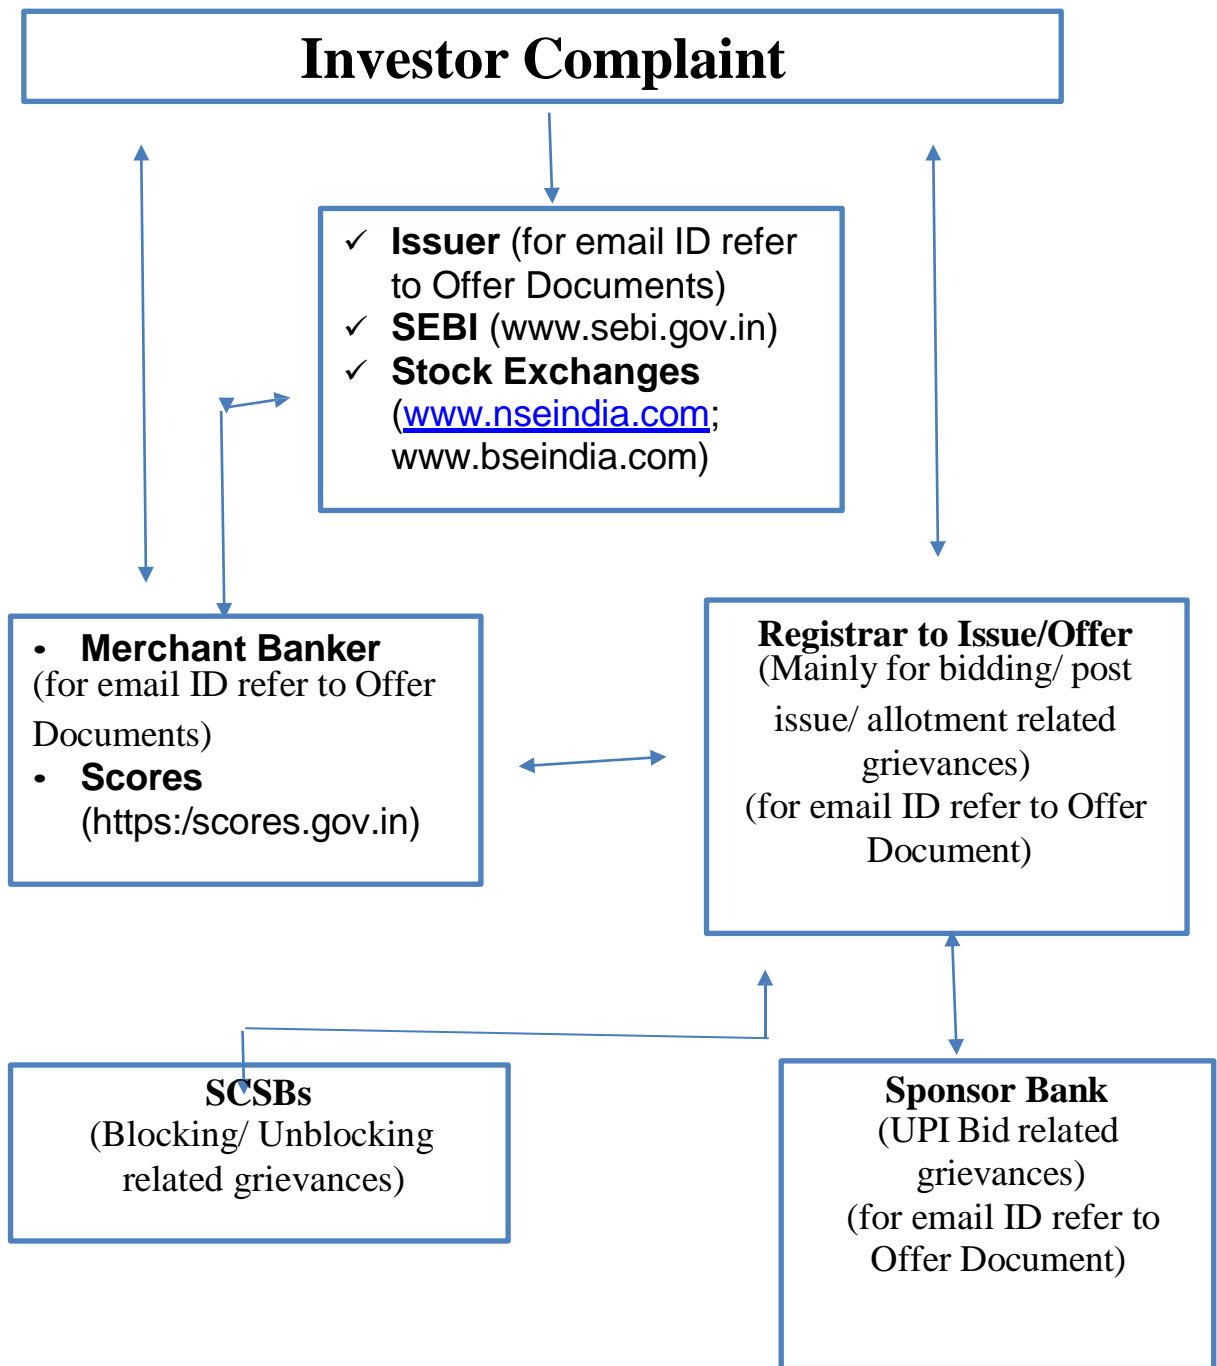 Investor Complaint
✓ Issuer (for email ID refer
to Offer Documents)
✓ SEBI (www.sebi.gov.in)
✓ Stock Exchanges
(www.nseindia.com;
www.bseindia.com)
• Merchant Banker
(for email ID refer to Offer
Documents)
• Scores
(https:/scores.gov.in)
Registrar to Issue/Offer
(Mainly for bidding/ post
issue/ allotment related
grievances)
(for email ID refer to Offer
Document)
SCSBs
(Blocking/ Unblocking
related grievances)
Sponsor Bank
(UPI Bid related
grievances)
(for email ID refer to
Offer Document)